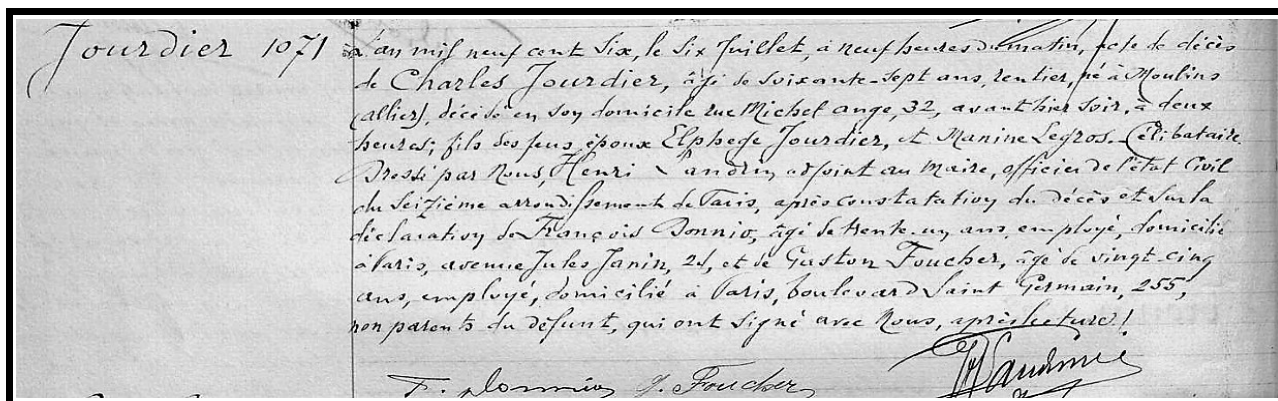 Jourdier 1071
L'an mil neuf cent six, le six Juillet, à neuf heures du matin, acte de décès
de Charles Jourdier, âgé de soixante-sept ans, rentier, né à Moulins
(allier), décédé en son domicile rue Michel ange, 32, avant hier soir, à deux
heures; fils des feus époux Elphege Jourdier, et Manine Legros. Célibataire
Dressé par Nous, Henri Landrin, adjoint au Maire, officier de l'état Civil
du Seizième arrondissement de Paris, après constatation du décès et sur la
déclaration de François Bonnio, âgé de trente-un ans, employé, domicilié
à Paris, avenue Jules Janin, et de Gaston Foucher, âgé de vingt-cinq
ans, employé, domicilié à Paris, boulevard Saint Germain, 255,
non parents du défunt, qui ont signé avec Nous, après lecture.
F. Bonnio G. Foucher